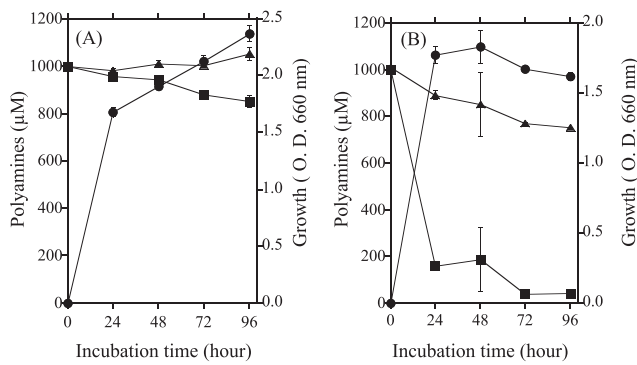 (A)
1200
1000
800
600
400
200
0
Polyamines (μM)
2.5
2.0
1.5
1.0
0.5
0.0
Growth ( O. D. 660 nm)
0 24 48 72 96
Incubation time (hour)
(B)
1200
1000
800
600
400
200
0
Polyamines (μM)
2.0
1.5
1.0
0.5
0.0
Growth ( O. D. 660 nm)
0 24 48 72 96
Incubation time (hour)